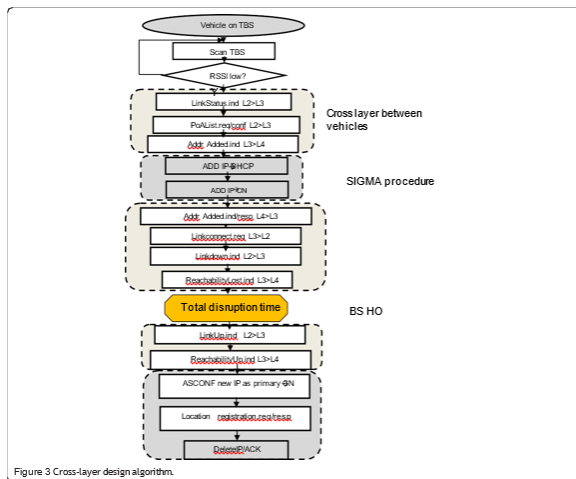 Vehicle on TBS
Scan TBS
RSSI low?
Y
LinkStatus.ind L2>L3
PoAList.req/conf L2>L3
Addr. Added.ind L3>L4
Cross layer between
vehicles
ADD IP DHCP
ADD IP CN
SIGMA procedure
Addr. Added.ind/resp L4>L3
Linkconnect.req L3>L2
Linkdown.ind L2>L3
ReachabilityLost.ind L3>L4
Total disruption time
BS HO
LinkUp.ind L2>L3
ReachabilityUp.ind L3>L4
ASCONF new IP as primary
Location registration.req/resp
DeleteIP/ACK
Figure 3 Cross-layer design algorithm.